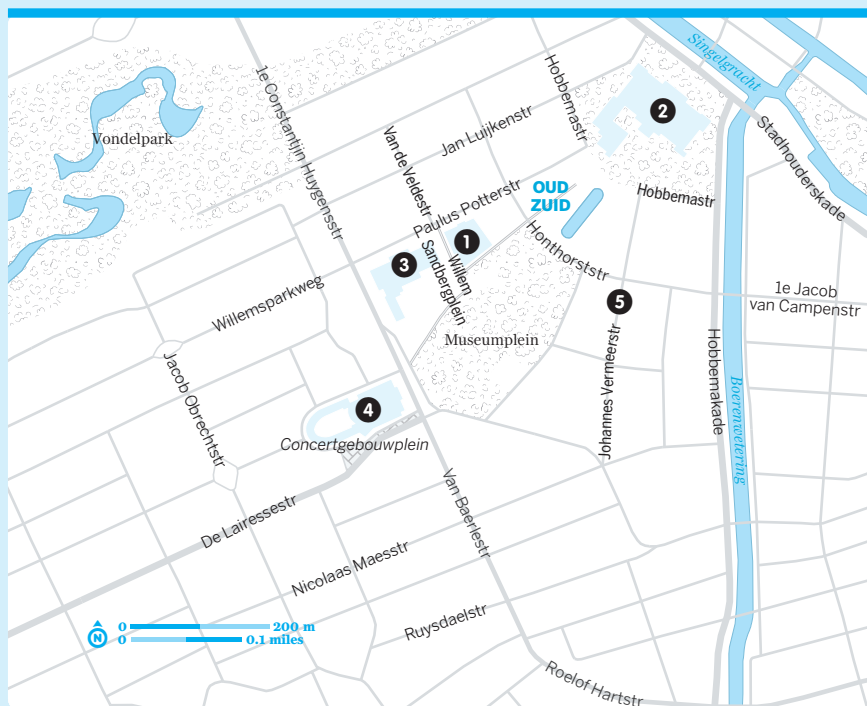 Singelgracht
1e Constantijn Huygensstr
Hobbemastr
2
Vondelpark
Jan Luijkenstr
Stadhouderskade
Van de Veldestr
OUD
ZUID
Hobbemastr
Paulus Potterstr
1
Honthorststr
3
Willem
Sandbergplein
5
1e Jacob
van Campenstr
Willemsparkweg
Museumplein
Hobbemakade
Jacob Obrechtstr
Johannes Vermeerstr
Boerenwetering
4
Concertgebouwplein
De Lairessestr
Van Baerlestr
Nicolaas Maesstr
Ruysdaelstr
N
0 200 m
0 0.1 miles
Roelof Hartstr